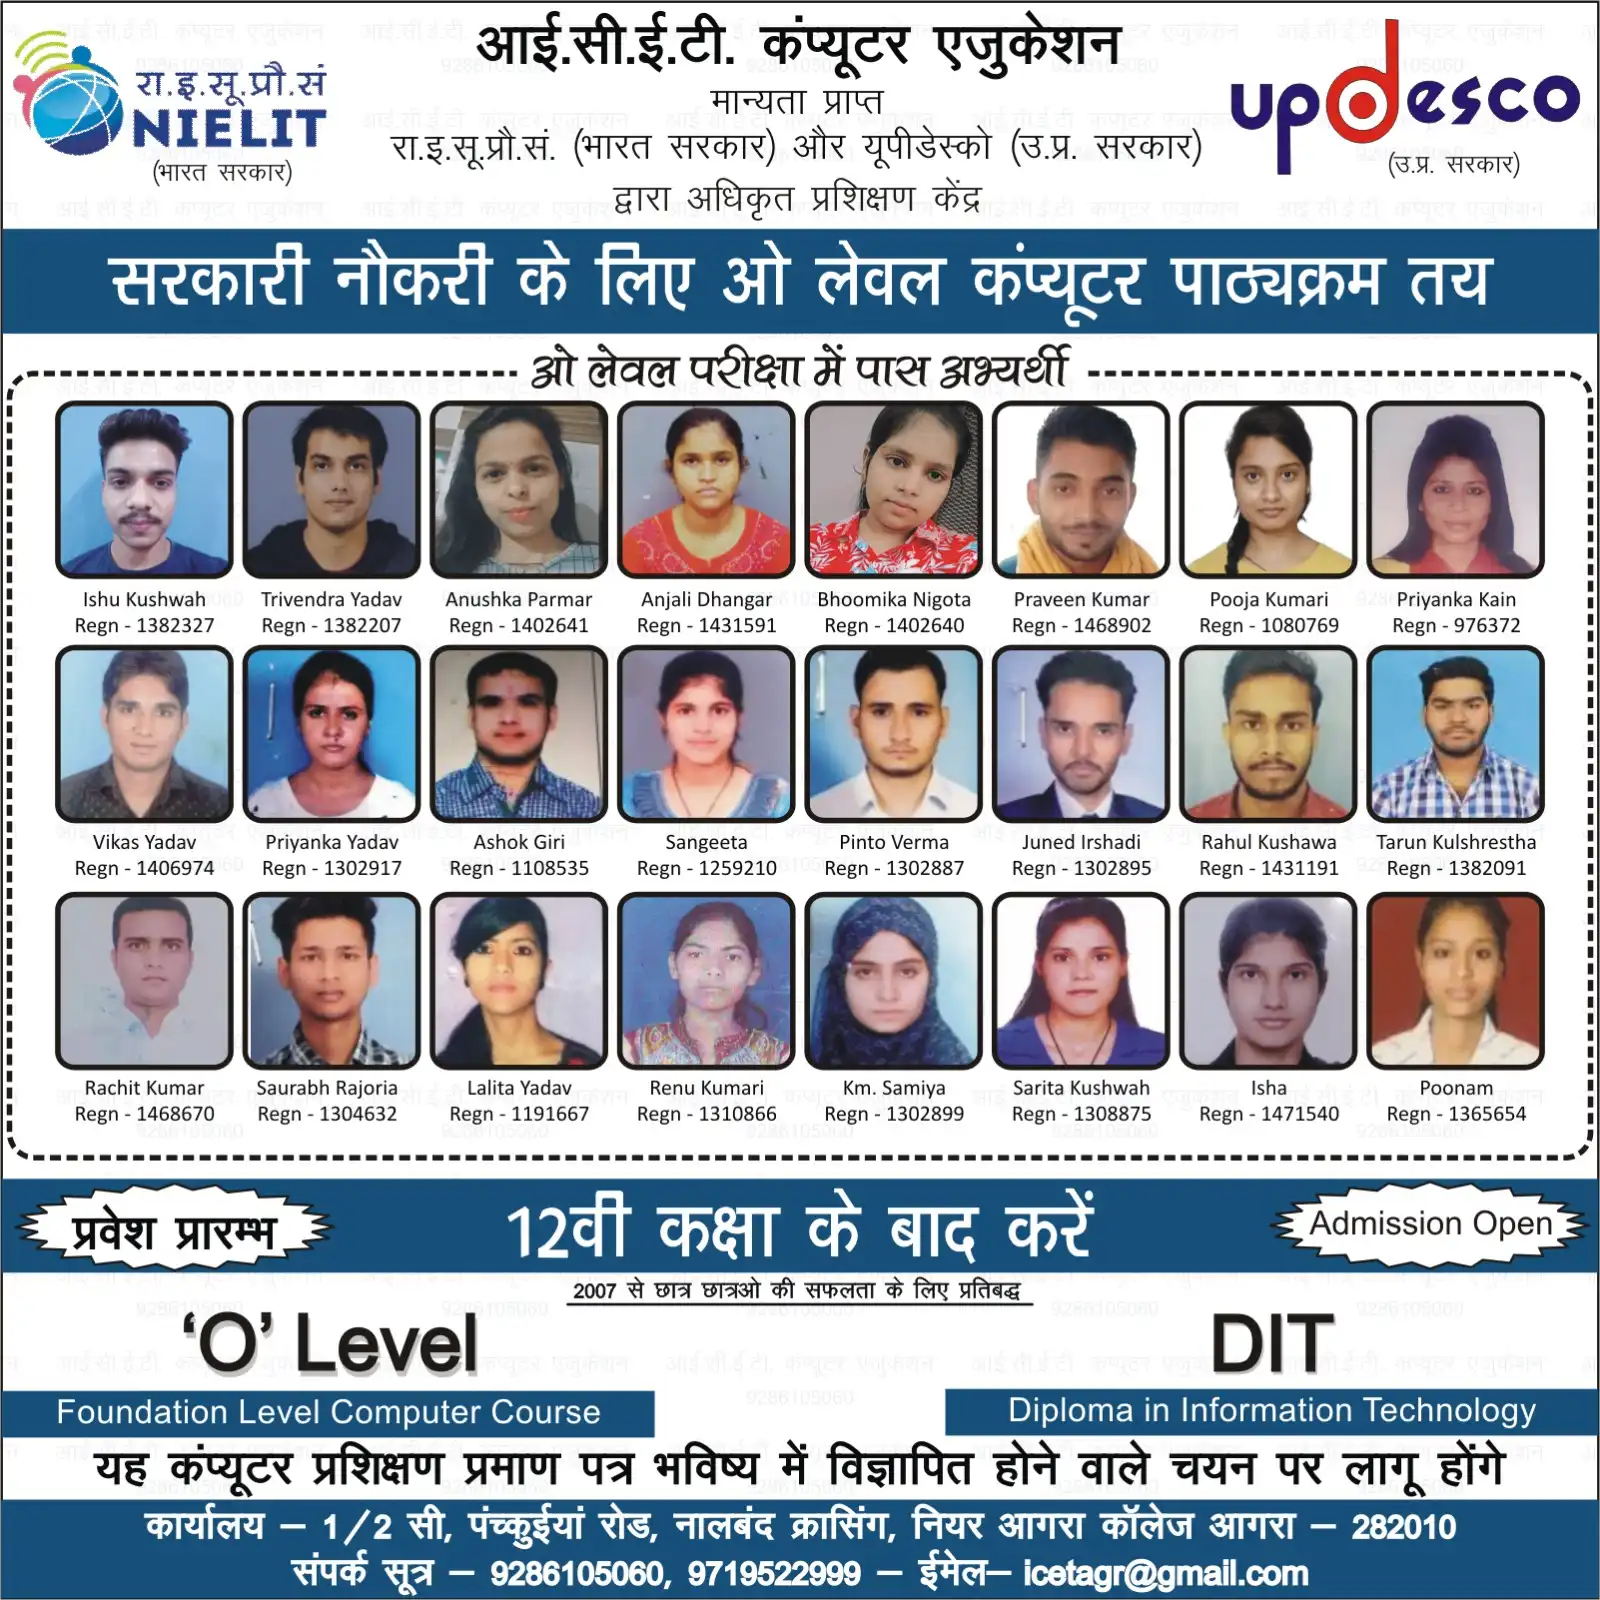 आई.सी.ई.टी. कंप्यूटर एजुकेशन
मान्यता प्राप्त
रा.इ.सू.प्रौ.सं. (भारत सरकार) और यूपीडेस्को (उ.प्र. सरकार)
द्वारा अधिकृत प्रशिक्षण केंद्र
रा.इ.सू.प्रौ.सं
NIELIT
(भारत सरकार)
updesco
(उ.प्र. सरकार)
सरकारी नौकरी के लिए ओ लेवल कंप्यूटर पाठ्यक्रम तय
ओ लेवल परीक्षा में पास अभ्यर्थी
Ishu Kushwah Trivendra Yadav Anushka Parmar Anjali Dhangar Bhoomika Nigota Praveen Kumar Pooja Kumari Priyanka Kain
Regn - 1382327 Regn - 1382207 Regn - 1402641 Regn - 1431591 Regn - 1402640 Regn - 1468902 Regn - 1080769 Regn - 976372
Vikas Yadav Priyanka Yadav Ashok Giri Sangeeta Pinto Verma Juned Irshadi Rahul Kushawa Tarun Kulshrestha
Regn - 1406974 Regn - 1302917 Regn - 1108535 Regn - 1259210 Regn - 1302887 Regn - 1302895 Regn - 1431191 Regn - 1382091
Rachit Kumar Saurabh Rajoria Lalita Yadav Renu Kumari Km. Samiya Sarita Kushwah Isha Poonam
Regn - 1468670 Regn - 1304632 Regn - 1191667 Regn - 1310866 Regn - 1302899 Regn - 1308875 Regn - 1471540 Regn - 1365654
प्रवेश प्रारम्भ
12वी कक्षा के बाद करें
Admission Open
2007 से छात्र छात्रओ की सफलता के लिए प्रतिबद्ध
'O' Level
Foundation Level Computer Course
DIT
Diploma in Information Technology
यह कंप्यूटर प्रशिक्षण प्रमाण पत्र भविष्य में विज्ञापित होने वाले चयन पर लागू होंगे
कार्यालय – 1/2 सी, पंच्कुईयां रोड, नालबंद क्रासिंग, नियर आगरा कॉलेज आगरा – 282010
संपर्क सूत्र – 9286105060, 9719522999 – ईमेल– icetagr@gmail.com